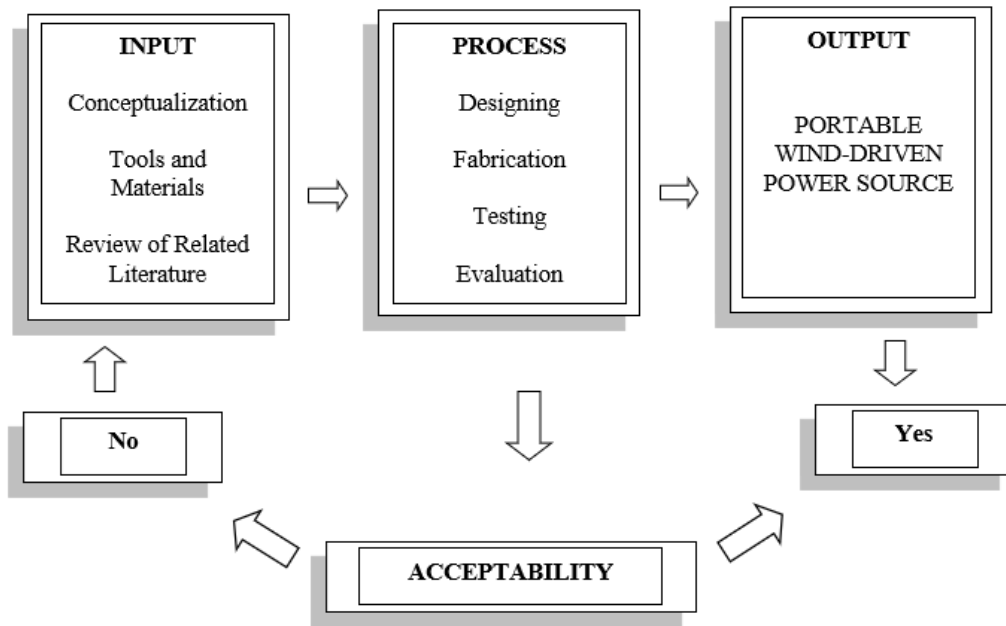 INPUT
Conceptualization
Tools and
Materials
Review of Related
Literature
PROCESS
Designing
Fabrication
Testing
Evaluation
OUTPUT
PORTABLE
WIND-DRIVEN
POWER SOURCE
No
Yes
ACCEPTABILITY